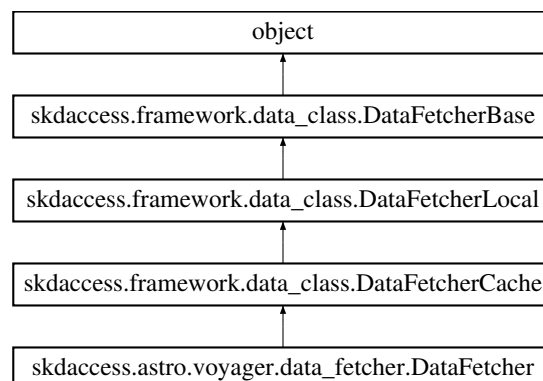 object
skdaccess.framework.data_class.DataFetcherBase
skdaccess.framework.data_class.DataFetcherLocal
skdaccess.framework.data_class.DataFetcherCache
skdaccess.astro.voyager.data_fetcher.DataFetcher